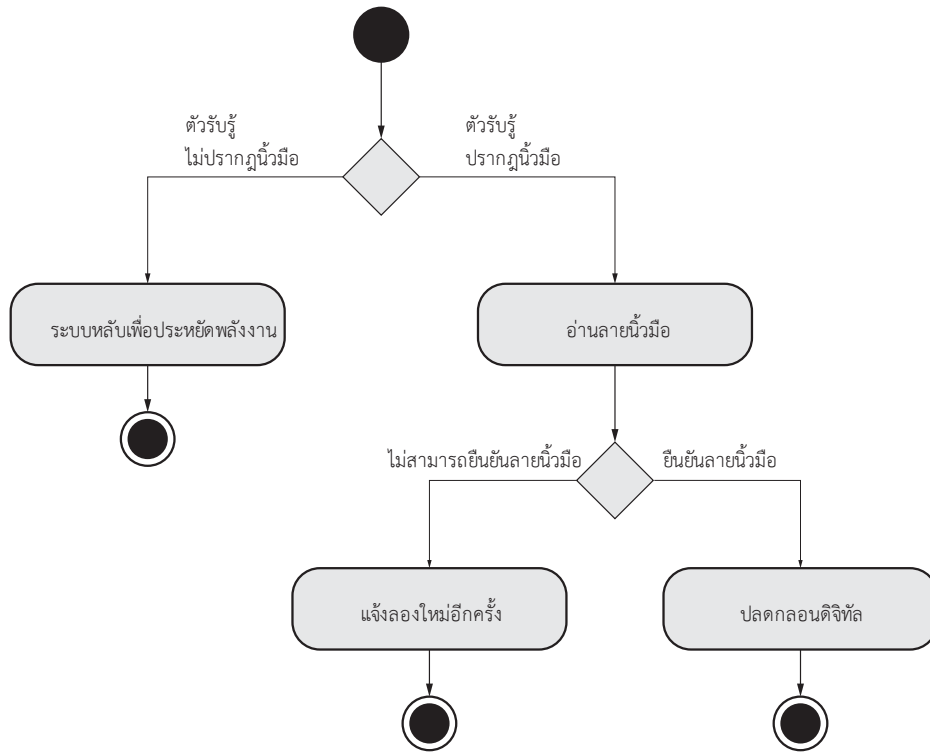 ตัวรับรู้
ไม่ปรากฏนิ้วมือ
ตัวรับรู้
ปรากฏนิ้วมือ
ระบบหลับเพื่อประหยัดพลังงาน
อ่านลายนิ้วมือ
ไม่สามารถยืนยันลายนิ้วมือ
ยืนยันลายนิ้วมือ
แจ้งลองใหม่อีกครั้ง
ปลดกลอนดิจิทัล